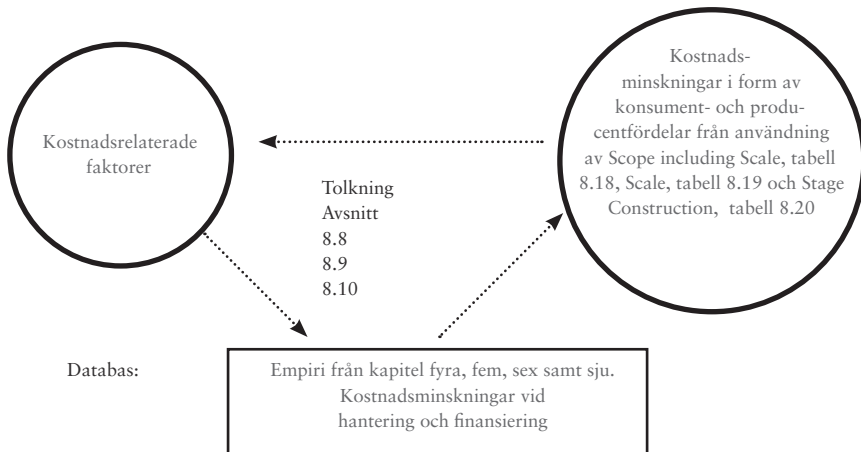 Kostnads-
minskningar i form av
konsument- och produ-
centfördelar från användning
av Scope including Scale, tabell
8.18, Scale, tabell 8.19 och Stage
Construction, tabell 8.20
Kostnadsrelaterade
faktorer
Tolkning
Avsnitt
8.8
8.9
8.10
Databas:
Empiri från kapitel fyra, fem, sex samt sju.
Kostnadsminskningar vid
hantering och finansiering